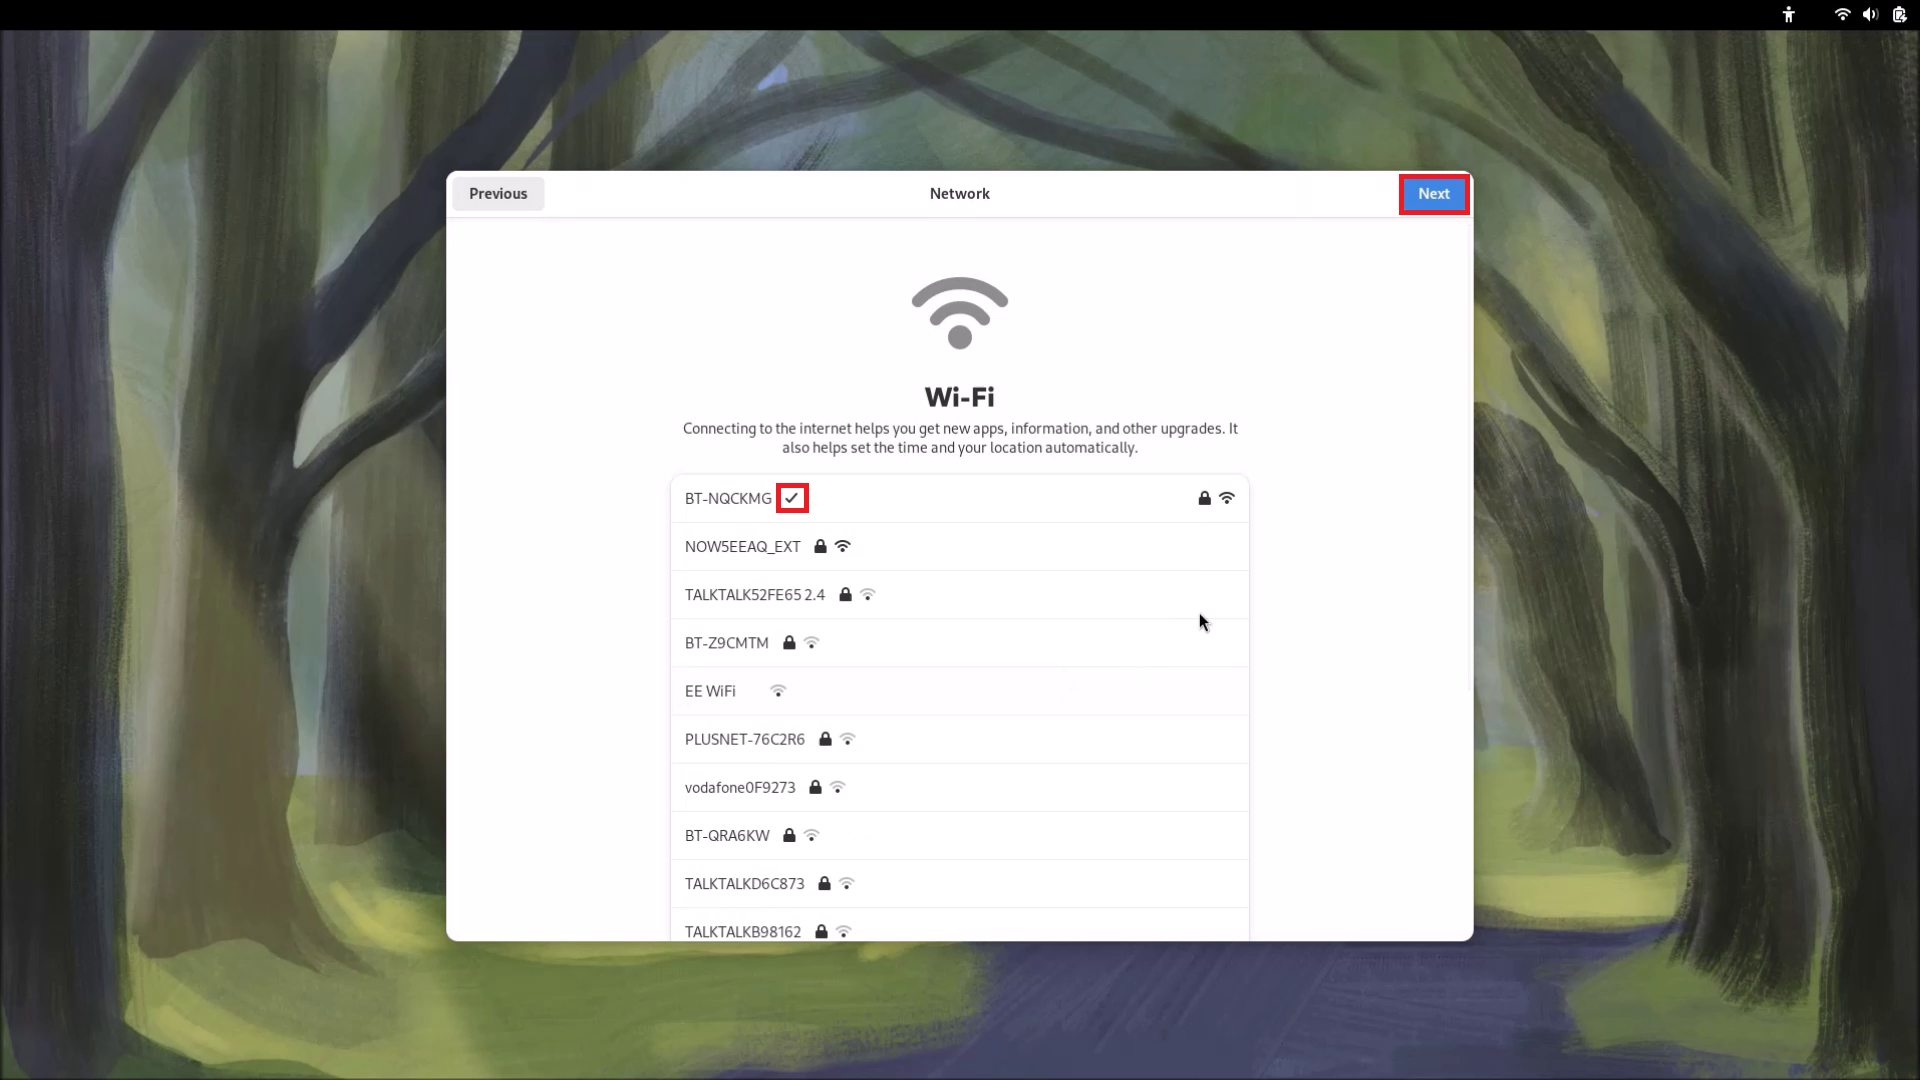 Previous
Network
Next
Wi-Fi
Connecting to the internet helps you get new apps, information, and other upgrades. It
also helps set the time and your location automatically.
BT-NQCKMG
NOW5EEAQ_EXT
TALKTALK52FE65 2.4
BT-Z9CMTM
EE WiFi
PLUSNET-76C2R6
vodafone0F9273
BT-QRA6KW
TALKTALKD6C873
TALKTALKB98162